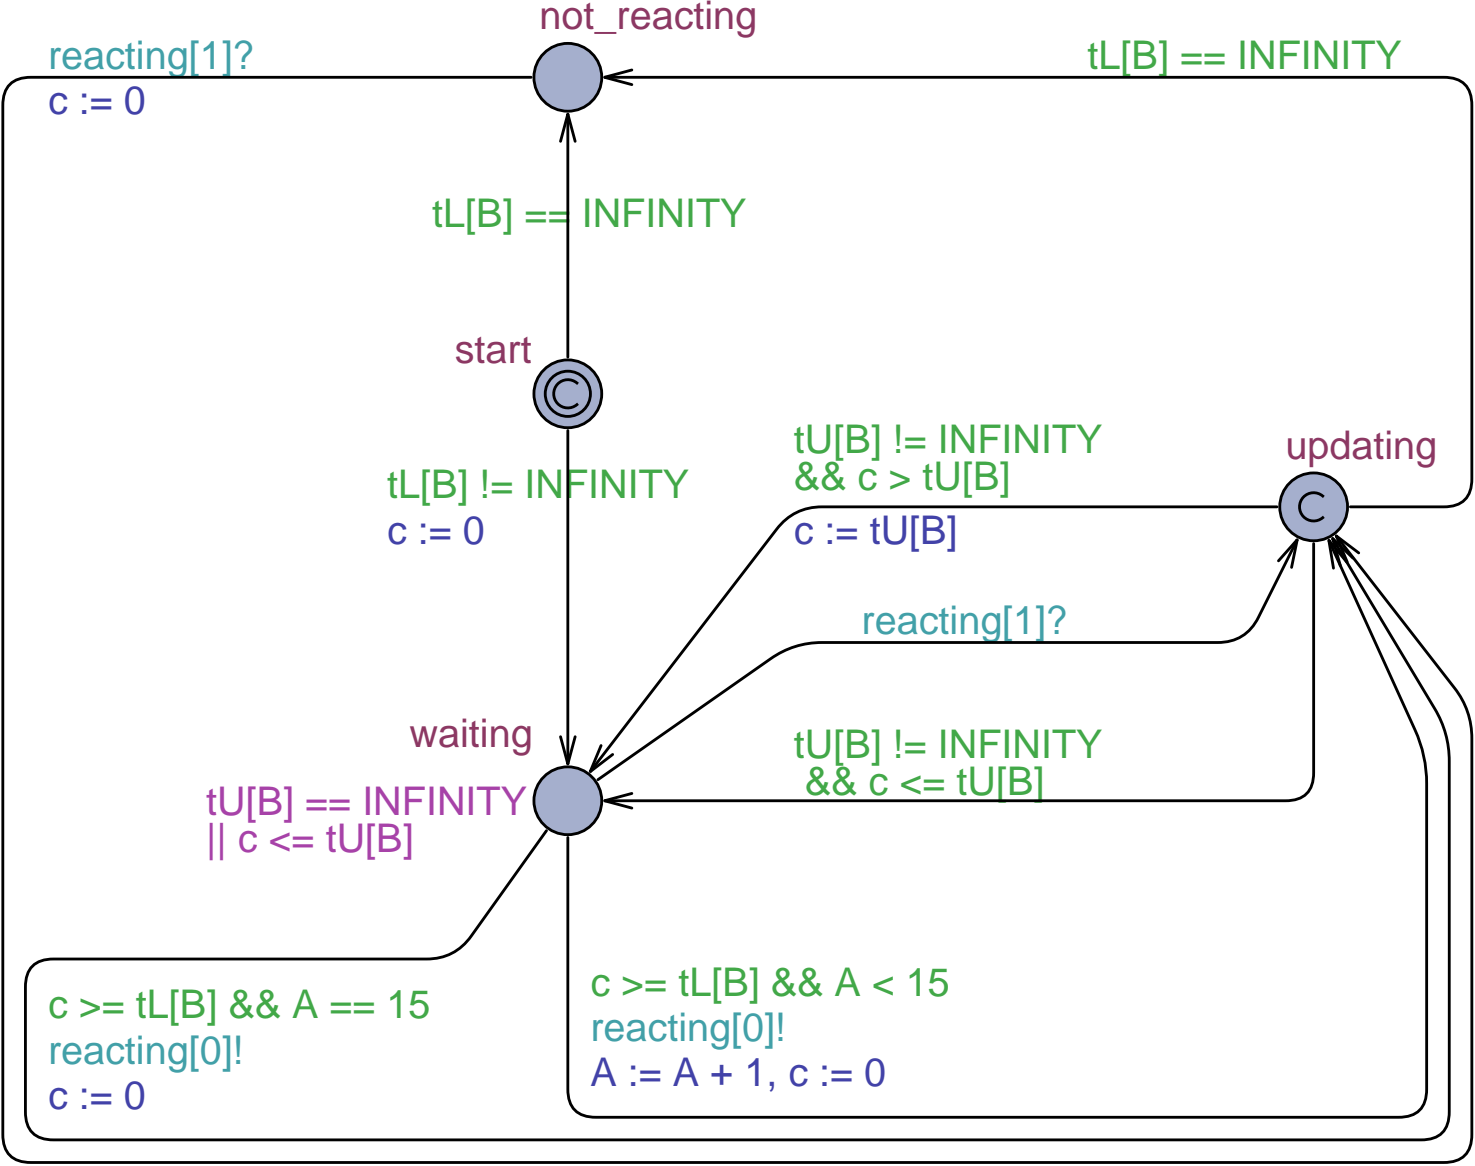 not_reacting
reacting[1]?
c := 0
tL[B] == INFINITY
tL[B] == INFINITY
start
C
tL[B] != INFINITY
c := 0
tU[B] != INFINITY
&& c > tU[B]
c := tU[B]
updating
C
reacting[1]?
waiting
tU[B] == INFINITY
|| c <= tU[B]
tU[B] != INFINITY
&& c <= tU[B]
c >= tL[B] && A == 15
reacting[0]!
c := 0
c >= tL[B] && A < 15
reacting[0]!
A := A + 1, c := 0